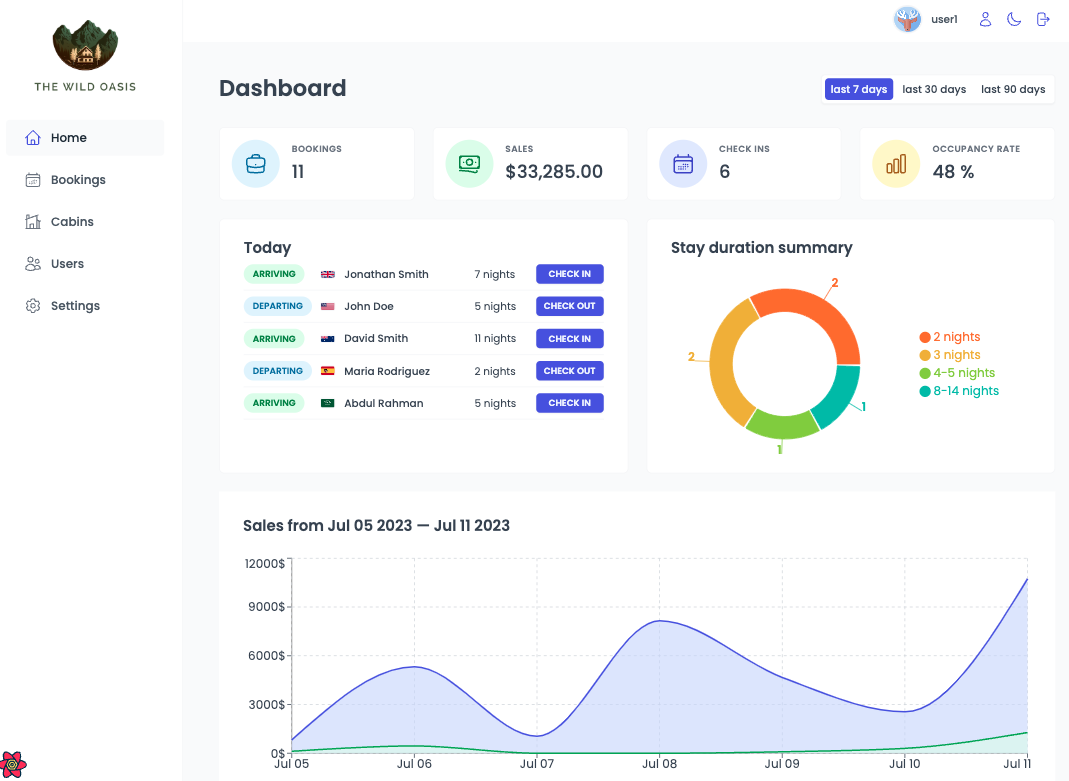 user1
THE WILD OASIS
Home
Bookings
Cabins
Users
Settings
Dashboard
last 7 days last 30 days last 90 days
BOOKINGS
11
SALES
$33,285.00
CHECK INS
6
OCCUPANCY RATE
48 %
Today
ARRIVING Jonathan Smith 7 nights CHECK IN
DEPARTING John Doe 5 nights CHECK OUT
ARRIVING David Smith 11 nights CHECK IN
DEPARTING Maria Rodriguez 2 nights CHECK OUT
ARRIVING Abdul Rahman 5 nights CHECK IN
Stay duration summary
2
2
1
1
2 nights
3 nights
4-5 nights
8-14 nights
Sales from Jul 05 2023 — Jul 11 2023
12000$
9000$
6000$
3000$
0$
Jul 05 Jul 06 Jul 07 Jul 08 Jul 09 Jul 10 Jul 11